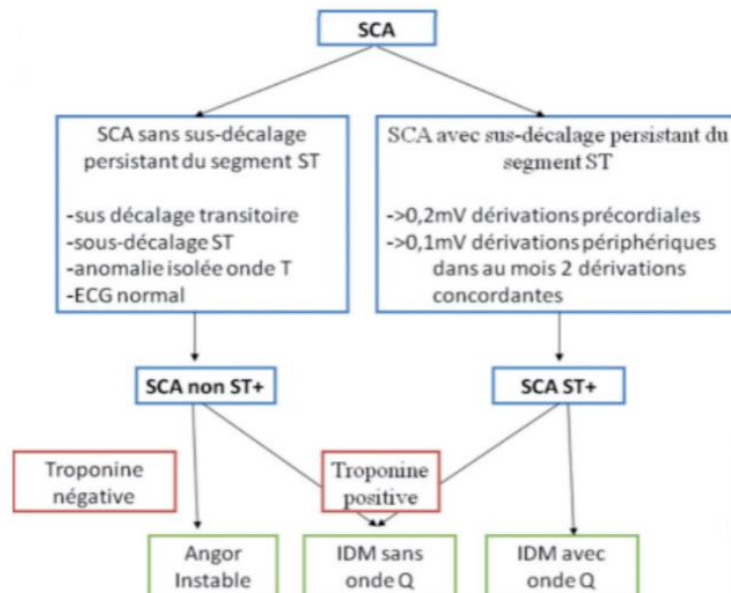 SCA
SCA sans sus-décalage
persistant du segment ST
-sus décalage transitoire
-sous-décalage ST
-anomalie isolée onde T
-ECG normal
SCA avec sus-décalage persistant du
segment ST
->0,2mV dérivations précordiales
->0,1mV dérivations périphériques
dans au mois 2 dérivations
concordantes
SCA non ST+
SCA ST+
Troponine
négative
Troponine
positive
Angor
Instable
IDM sans
onde Q
IDM avec
onde Q